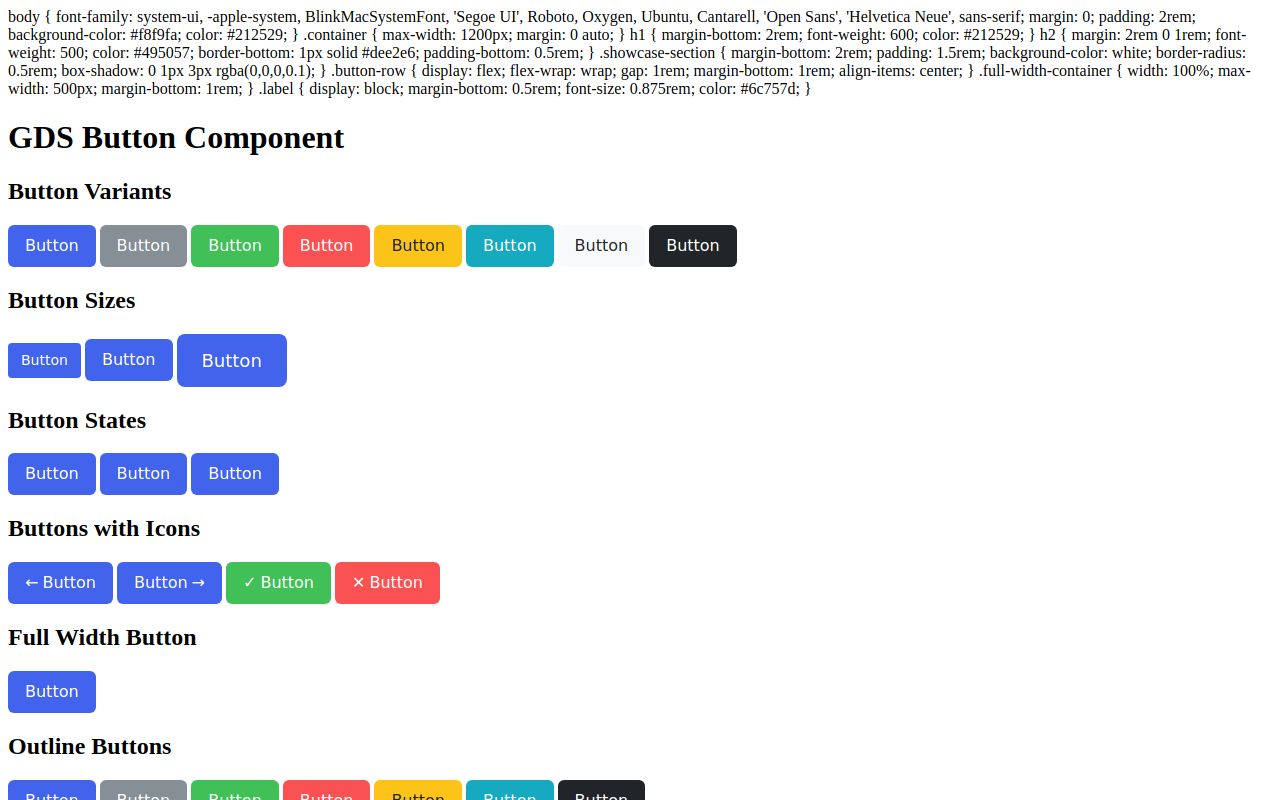 body { font-family: system-ui, -apple-system, BlinkMacSystemFont, 'Segoe UI', Roboto, Oxygen, Ubuntu, Cantarell, 'Open Sans', 'Helvetica Neue', sans-serif; margin: 0; padding: 2rem;
background-color: #f8f9fa; color: #212529; } .container { max-width: 1200px; margin: 0 auto; } h1 { margin-bottom: 2rem; font-weight: 600; color: #212529; } h2 { margin: 2rem 0 1rem; font-
weight: 500; color: #495057; border-bottom: 1px solid #dee2e6; padding-bottom: 0.5rem; } .showcase-section { margin-bottom: 2rem; padding: 1.5rem; background-color: white; border-radius:
0.5rem; box-shadow: 0 1px 3px rgba(0,0,0,0.1); } .button-row { display: flex; flex-wrap: wrap; gap: 1rem; margin-bottom: 1rem; align-items: center; } .full-width-container { width: 100%; max-
width: 500px; margin-bottom: 1rem; } .label { display: block; margin-bottom: 0.5rem; font-size: 0.875rem; color: #6c757d; }
GDS Button Component
Button Variants
Button Button Button Button Button Button Button Button
Button Sizes
Button Button Button
Button States
Button Button Button
Buttons with Icons
← Button Button → ✓ Button ✕ Button
Full Width Button
Button
Outline Buttons
Button Button Button Button Button Button Button